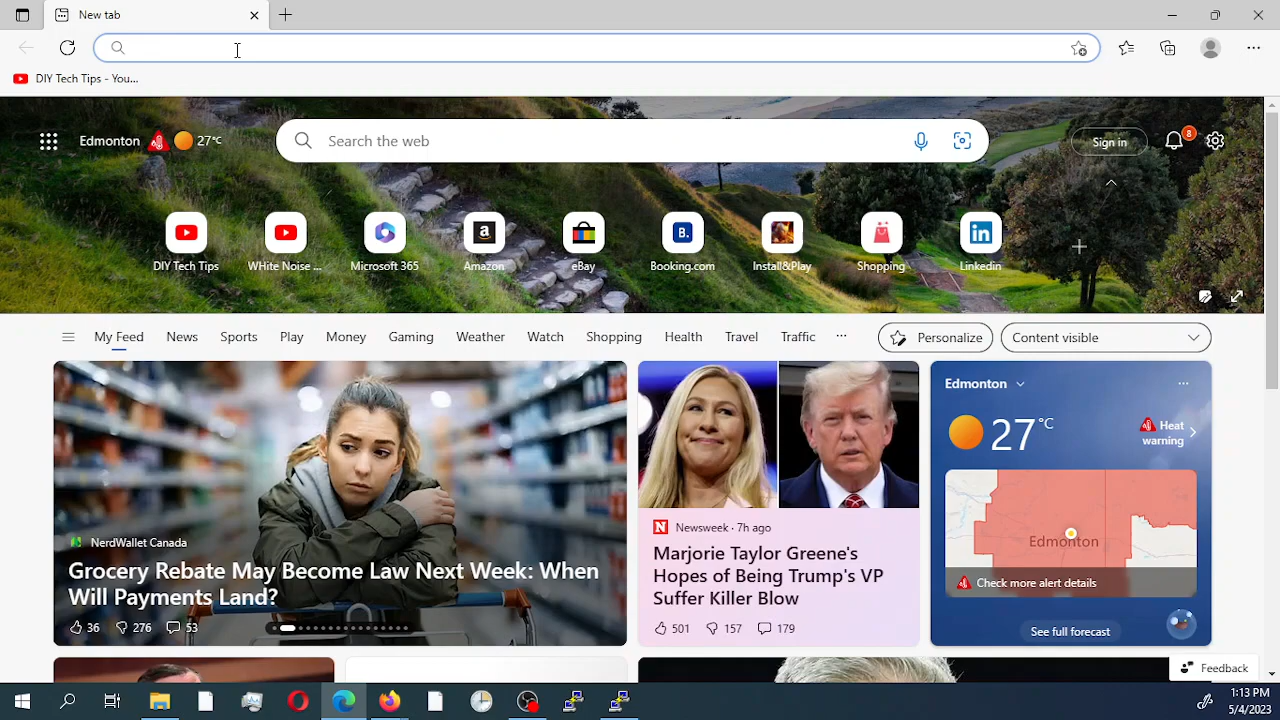 New tab
DIY Tech Tips - You...
Edmonton 27°C
Search the web
Sign in
8
DIY Tech Tips
WHite Noise ...
Microsoft 365
Amazon
eBay
Booking.com
Install&Play
Shopping
Linkedin
My Feed News Sports Play Money Gaming Weather Watch Shopping Health Travel Traffic ...
Personalize
Content visible
NerdWallet Canada
Grocery Rebate May Become Law Next Week: When
Will Payments Land?
36 276 53
N Newsweek · 7h ago
Marjorie Taylor Greene's
Hopes of Being Trump's VP
Suffer Killer Blow
501 157 179
Edmonton
27°C
Heat
warning
Edmonton
Check more alert details
See full forecast
Feedback
1:13 PM
5/4/2023